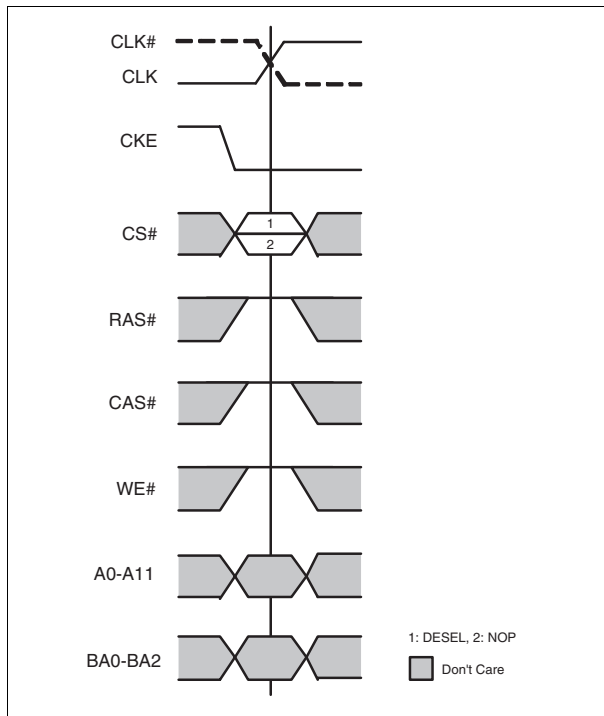 CLK#
CLK
CKE
CS#
1
2
RAS#
CAS#
WE#
A0-A11
BA0-BA2
1: DESEL, 2: NOP
Don't Care